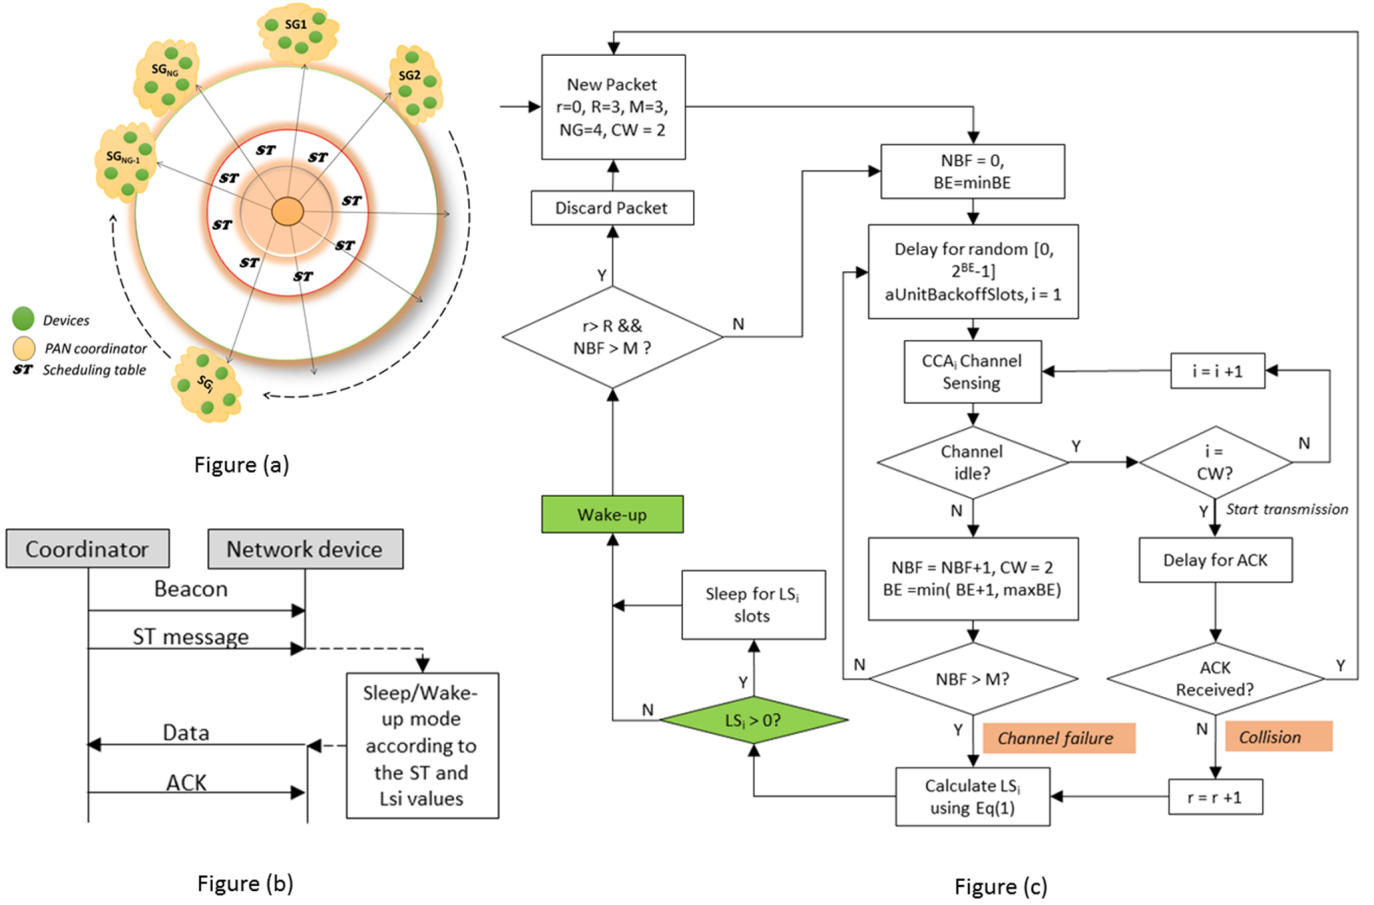 SG1
SG2
SGNG
SGNG-1
SGj
ST
ST
ST
ST
ST
ST
ST
ST
Devices
PAN coordinator
ST Scheduling table
Figure (a)
Coordinator
Network device
Beacon
ST message
Sleep/Wake-
up mode
according to
the ST and
Lsi values
Data
ACK
Figure (b)
New Packet
r=0, R=3, M=3,
NG=4, CW = 2
Discard Packet
Y
r> R &&
NBF > M ?
N
Wake-up
Sleep for LSi
slots
Y
N
LSi > 0?
NBF = 0,
BE=minBE
Delay for random [0,
2^BE-1]
aUnitBackoffSlots, i = 1
CCAi Channel
Sensing
i = i +1
Channel
idle?
Y
i =
CW?
N
N
Y
Start transmission
NBF = NBF+1, CW = 2
BE =min( BE+1, maxBE)
Delay for ACK
N
NBF > M?
ACK
Received?
Y
Y
Channel failure
N
Collision
Calculate LSi
using Eq(1)
r = r +1
Figure (c)